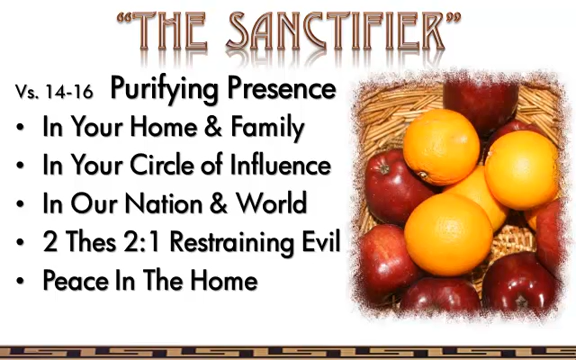 "THE SANCTIFIER"
Vs. 14-16 Purifying Presence
• In Your Home & Family
• In Your Circle of Influence
• In Our Nation & World
• 2 Thes 2:1 Restraining Evil
• Peace In The Home